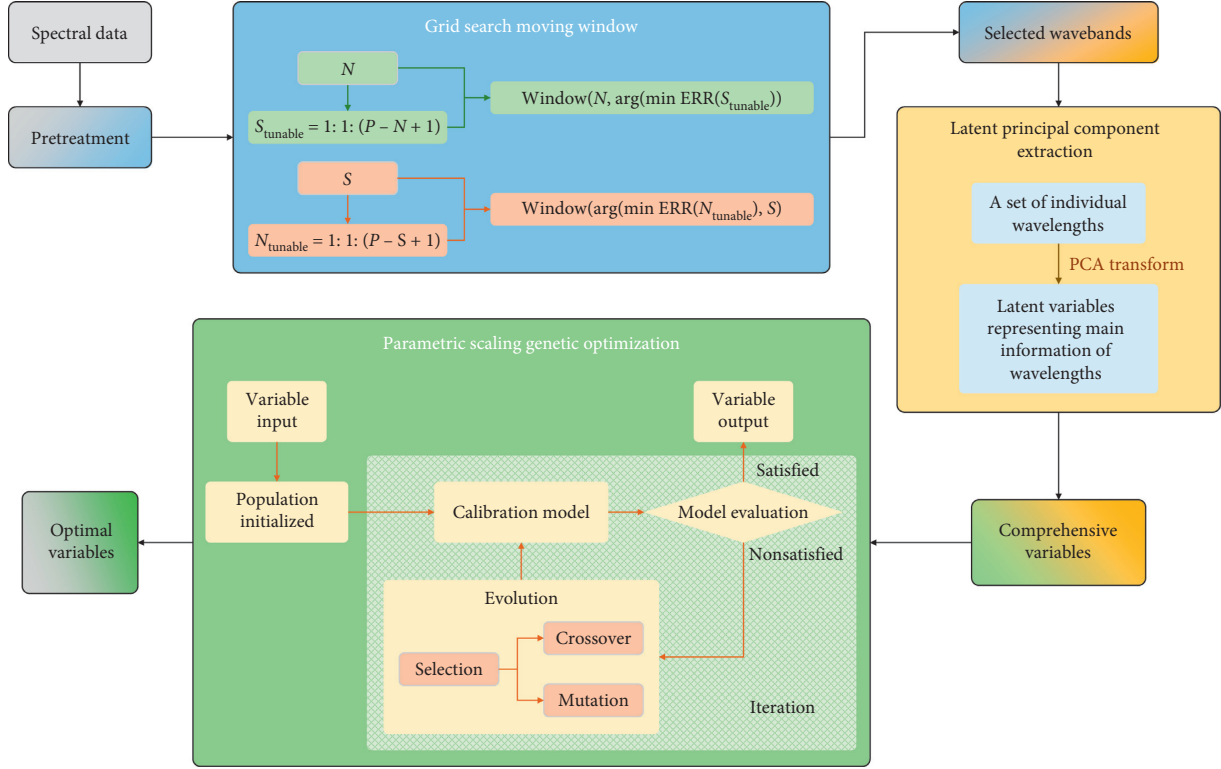 Spectral data
Pretreatment
Grid search moving window
N
S_tunable = 1: 1: (P – N + 1)
Window(N, arg(min ERR(S_tunable))
S
N_tunable = 1: 1: (P – S + 1)
Window(arg(min ERR(N_tunable), S)
Selected wavebands
Latent principal component
extraction
A set of individual
wavelengths
PCA transform
Latent variables
representing main
information of
wavelengths
Comprehensive
variables
Parametric scaling genetic optimization
Variable
input
Population
initialized
Calibration model
Model evaluation
Satisfied
Variable
output
Nonsatisfied
Evolution
Selection
Crossover
Mutation
Iteration
Optimal
variables